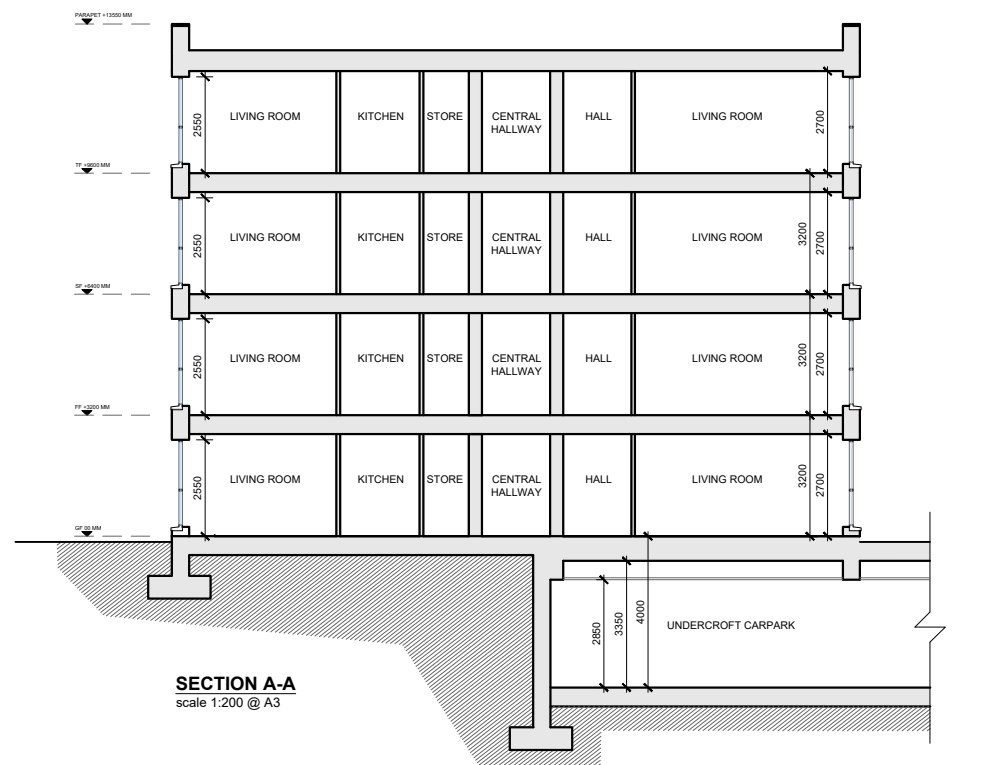 PARAPET +13550 MM
2550
LIVING ROOM
KITCHEN
STORE
CENTRAL
HALLWAY
HALL
LIVING ROOM
2700
TF +9600 MM
2550
LIVING ROOM
KITCHEN
STORE
CENTRAL
HALLWAY
HALL
LIVING ROOM
3200
2700
SF +6400 MM
2550
LIVING ROOM
KITCHEN
STORE
CENTRAL
HALLWAY
HALL
LIVING ROOM
3200
2700
FF +3200 MM
2550
LIVING ROOM
KITCHEN
STORE
CENTRAL
HALLWAY
HALL
LIVING ROOM
3200
2700
GF 00 MM
2850
3350
4000
UNDERCROFT CARPARK
SECTION A-A
scale 1:200 @ A3